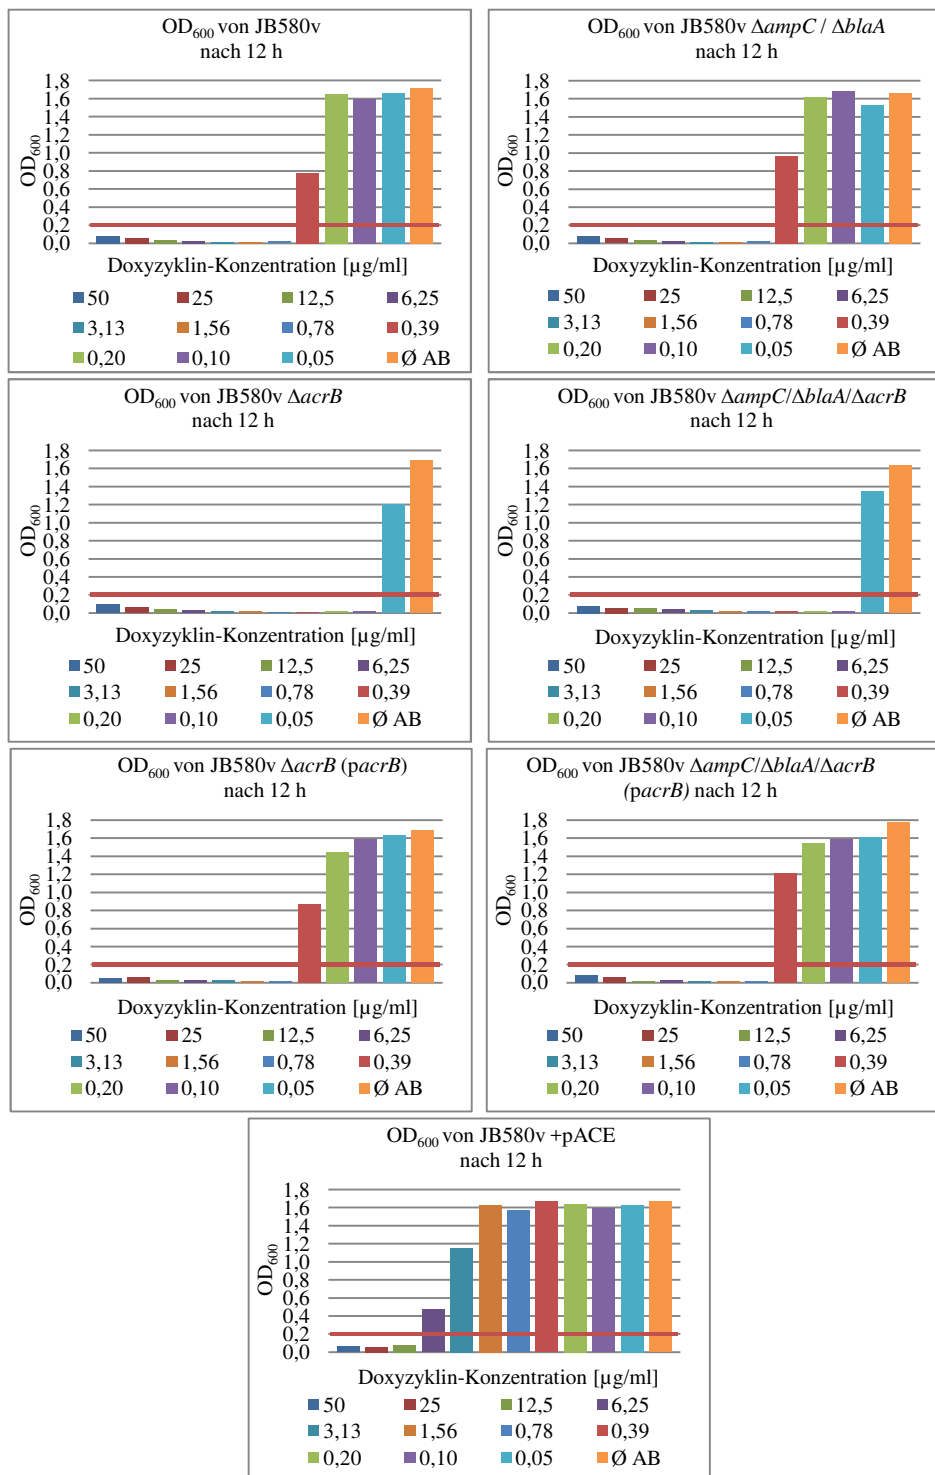 OD600 von JB580v
nach 12 h
1,8
1,6
1,4
1,2
1,0
0,8
0,6
0,4
0,2
0,0
OD600
Doxyzyklin-Konzentration [µg/ml]
50 25 12,5 6,25
3,13 1,56 0,78 0,39
0,20 0,10 0,05 Ø AB
OD600 von JB580v ΔampC / ΔblaA
nach 12 h
1,8
1,6
1,4
1,2
1,0
0,8
0,6
0,4
0,2
0,0
OD600
Doxyzyklin-Konzentration [µg/ml]
50 25 12,5 6,25
3,13 1,56 0,78 0,39
0,20 0,10 0,05 Ø AB
OD600 von JB580v ΔacrB
nach 12 h
1,8
1,6
1,4
1,2
1,0
0,8
0,6
0,4
0,2
0,0
OD600
Doxyzyklin-Konzentration [µg/ml]
50 25 12,5 6,25
3,13 1,56 0,78 0,39
0,20 0,10 0,05 Ø AB
OD600 von JB580v ΔampC/ΔblaA/ΔacrB
nach 12 h
1,8
1,6
1,4
1,2
1,0
0,8
0,6
0,4
0,2
0,0
OD600
Doxyzyklin-Konzentration [µg/ml]
50 25 12,5 6,25
3,13 1,56 0,78 0,39
0,20 0,10 0,05 Ø AB
OD600 von JB580v ΔacrB (pacrB)
nach 12 h
1,8
1,6
1,4
1,2
1,0
0,8
0,6
0,4
0,2
0,0
OD600
Doxyzyklin-Konzentration [µg/ml]
50 25 12,5 6,25
3,13 1,56 0,78 0,39
0,20 0,10 0,05 Ø AB
OD600 von JB580v ΔampC/ΔblaA/ΔacrB
(pacrB) nach 12 h
1,8
1,6
1,4
1,2
1,0
0,8
0,6
0,4
0,2
0,0
OD600
Doxyzyklin-Konzentration [µg/ml]
50 25 12,5 6,25
3,13 1,56 0,78 0,39
0,20 0,10 0,05 Ø AB
OD600 von JB580v +pACE
nach 12 h
1,8
1,6
1,4
1,2
1,0
0,8
0,6
0,4
0,2
0,0
OD600
Doxyzyklin-Konzentration [µg/ml]
50 25 12,5 6,25
3,13 1,56 0,78 0,39
0,20 0,10 0,05 Ø AB